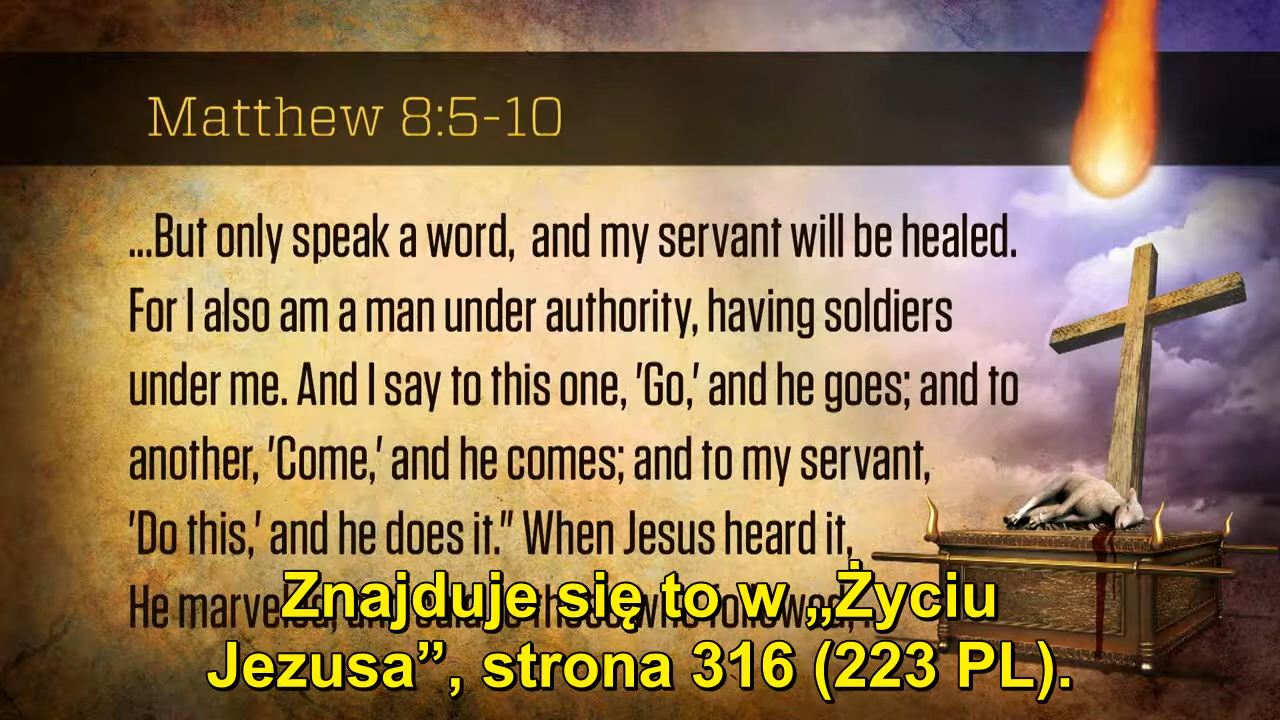 Matthew 8:5-10
...But only speak a word, and my servant will be healed.
For I also am a man under authority, having soldiers
under me. And I say to this one, 'Go,' and he goes; and to
another, 'Come,' and he comes; and to my servant,
'Do this,' and he does it." When Jesus heard it,
He marveled,
Znajduje się to w „Życiu
Jezusa”, strona 316 (223 PL).